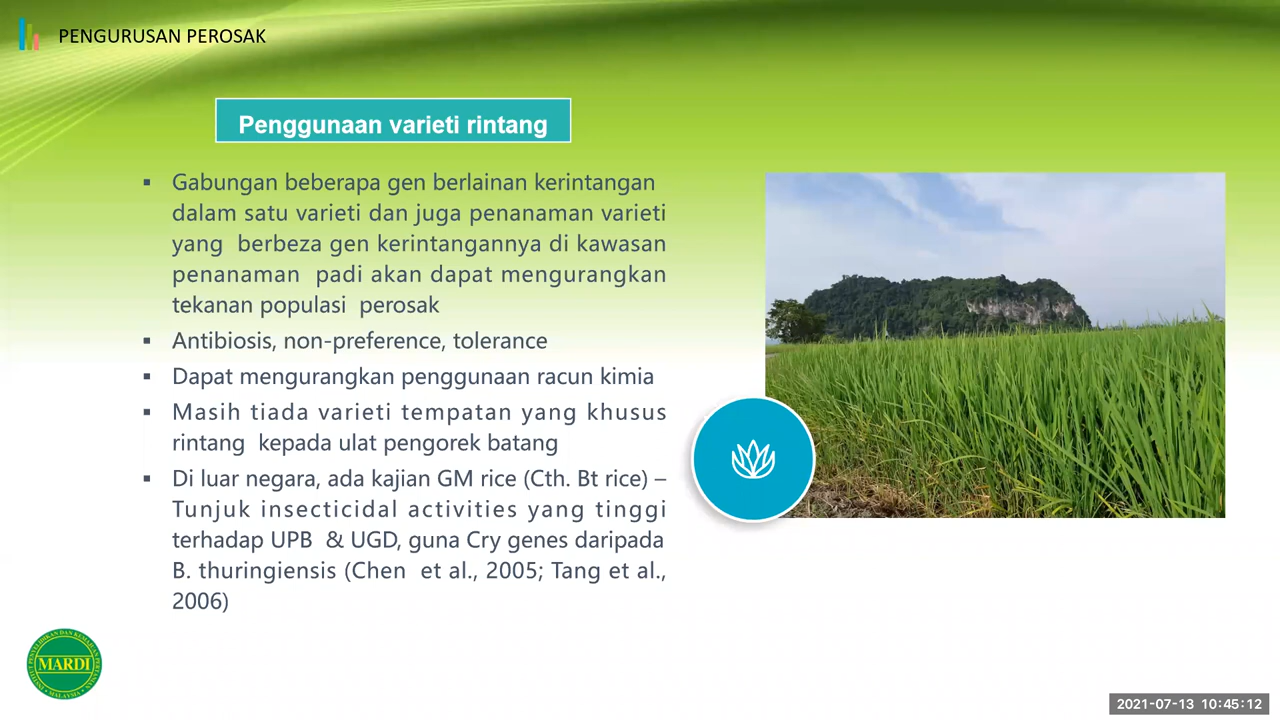 PENGURUSAN PEROSAK
Penggunaan varieti rintang
▪ Gabungan beberapa gen berlainan kerintangan
dalam satu varieti dan juga penanaman varieti
yang berbeza gen kerintangannya di kawasan
penanaman padi akan dapat mengurangkan
tekanan populasi perosak
▪ Antibiosis, non-preference, tolerance
▪ Dapat mengurangkan penggunaan racun kimia
▪ Masih tiada varieti tempatan yang khusus
rintang kepada ulat pengorek batang
▪ Di luar negara, ada kajian GM rice (Cth. Bt rice) –
Tunjuk insecticidal activities yang tinggi
terhadap UPB & UGD, guna Cry genes daripada
B. thuringiensis (Chen et al., 2005; Tang et al.,
2006)
MARDI
MALAYSIA
2021-07-13 10:45:12